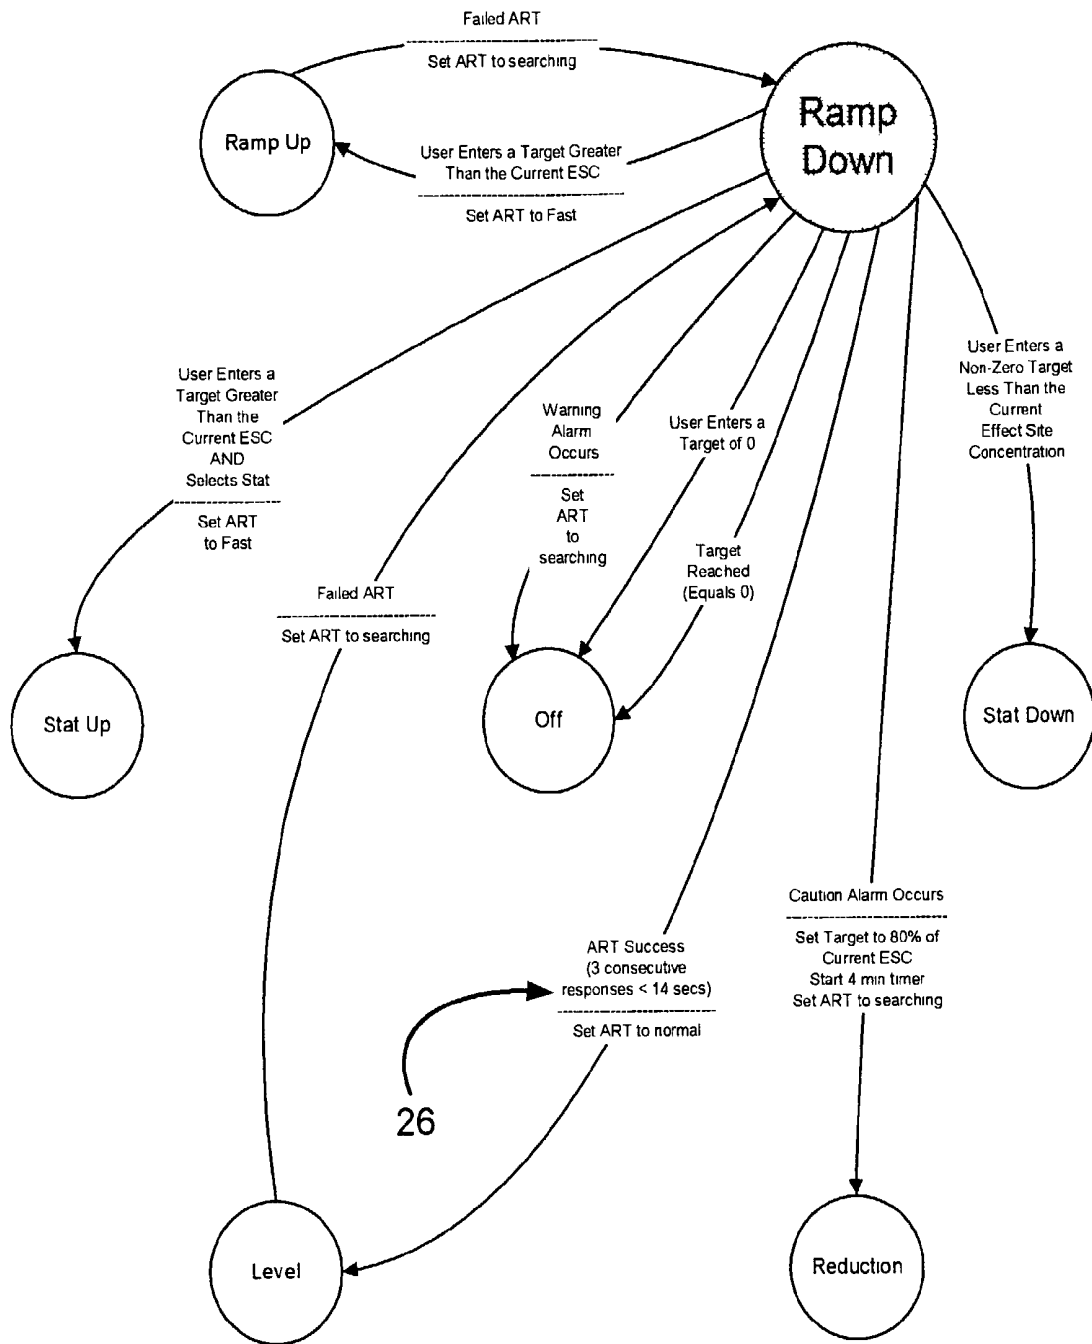 Failed ART
Set ART to searching
Ramp
Down
Ramp Up
User Enters a Target Greater
Than the Current ESC
Set ART to Fast
User Enters a
Target Greater
Than the
Current ESC
AND
Selects Stat
Set ART
to Fast
Warning
Alarm
Occurs
Set
ART
to
searching
User Enters a
Target of 0
User Enters a
Non-Zero Target
Less Than the
Current
Effect Site
Concentration
Target
Reached
(Equals 0)
Failed ART
Set ART to searching
Stat Up
Off
Stat Down
Caution Alarm Occurs
Set Target to 80% of
Current ESC
Start 4 min timer
Set ART to searching
ART Success
(3 consecutive
responses < 14 secs)
Set ART to normal
26
Level
Reduction